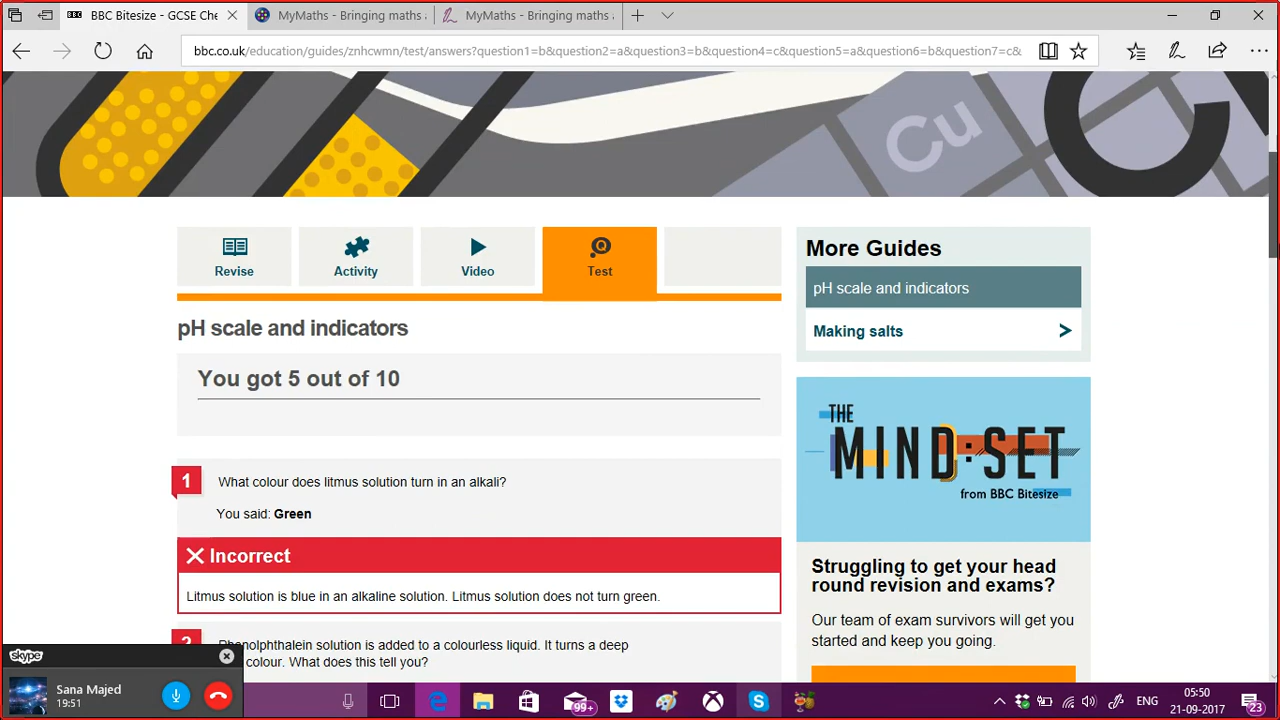 BBC Bitesize - GCSE Che
MyMaths - Bringing maths a
MyMaths - Bringing maths a
bbc.co.uk/education/guides/znhcwmn/test/answers?question1=b&question2=a&question3=b&question4=c&question5=a&question6=b&question7=c&
Cu
Revise
Activity
Video
Test
pH scale and indicators
You got 5 out of 10
1
What colour does litmus solution turn in an alkali?
You said: Green
Incorrect
Litmus solution is blue in an alkaline solution. Litmus solution does not turn green.
2
Phenolphthalein solution is added to a colourless liquid. It turns a deep
colour. What does this tell you?
More Guides
pH scale and indicators
Making salts
THE
MIND:SET
from BBC Bitesize
Struggling to get your head
round revision and exams?
Our team of exam survivors will get you
started and keep you going.
skype
Sana Majed
19:51
99+
ENG
05:50
21-09-2017
23